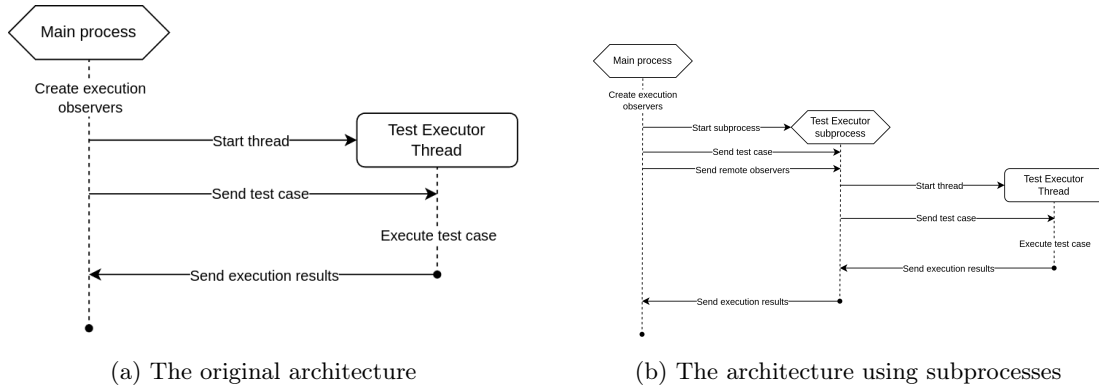 Main process
Create execution
observers
Start thread
Test Executor
Thread
Send test case
Execute test case
Send execution results
(a) The original architecture
Main process
Create execution
observers
Start subprocess
Test Executor
subprocess
Send test case
Send remote observers
Start thread
Test Executor
Thread
Send test case
Execute test case
Send execution results
Send execution results
(b) The architecture using subprocesses